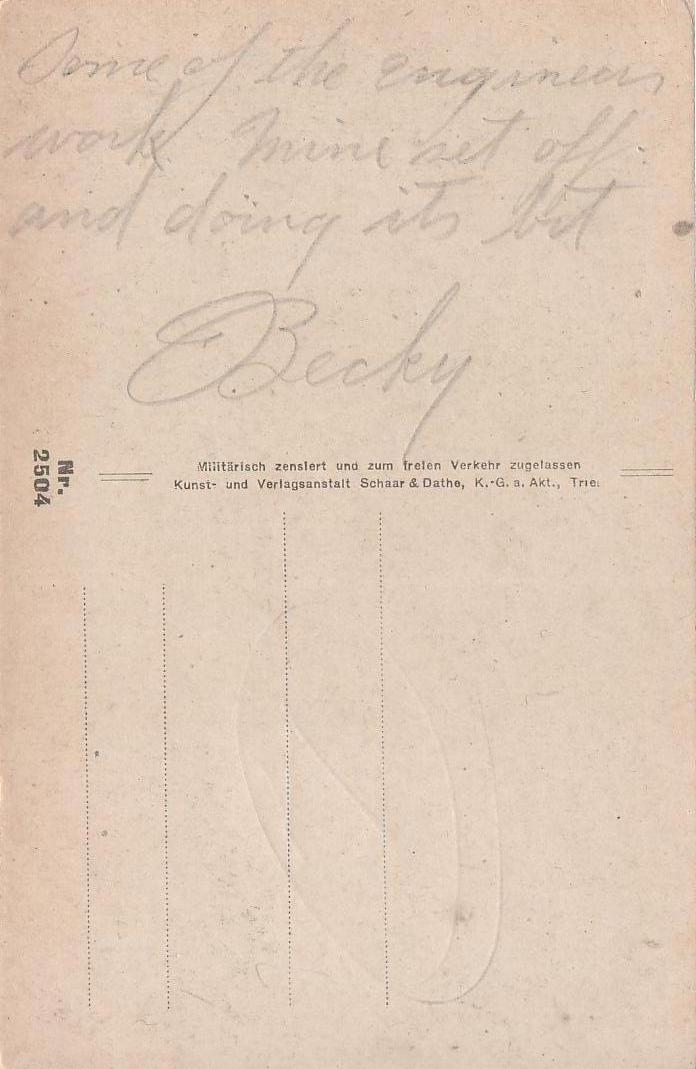 Some of the engineers
work. Mine set off.
and doing its bit
Becky
Nr.
2504
Militärisch zensiert und zum freien Verkehr zugelassen
Kunst- und Verlagsanstalt Schaar & Dathe, K.-G. a. Akt., Trie